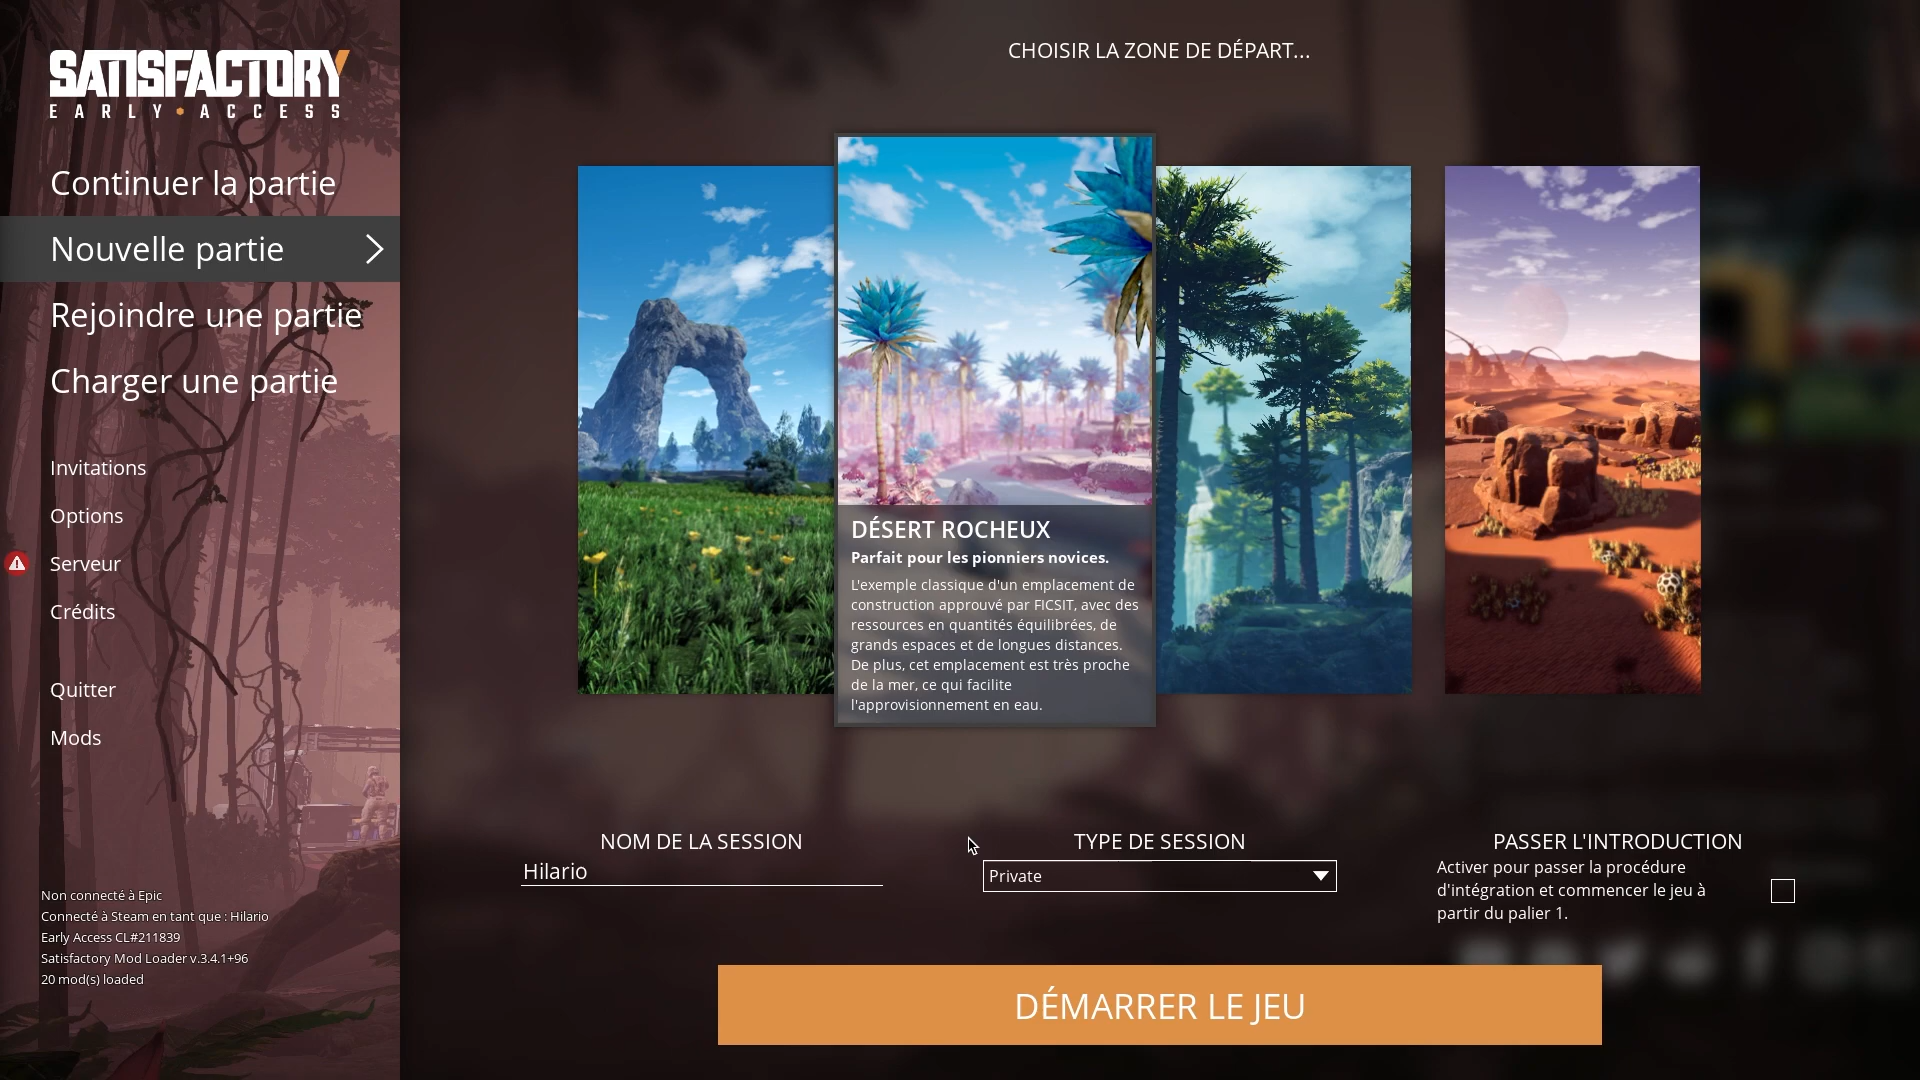 SATISFACTORY
EARLY ACCESS
Continuer la partie
Nouvelle partie
Rejoindre une partie
Charger une partie
Invitations
Options
Serveur
Crédits
Quitter
Mods
Non connecté à Epic
Connecté à Steam en tant que : Hilario
Early Access CL#211839
Satisfactory Mod Loader v.3.4.1+96
20 mod(s) loaded
CHOISIR LA ZONE DE DÉPART...
DÉSERT ROCHEUX
Parfait pour les pionniers novices.
L'exemple classique d'un emplacement de
construction approuvé par FICSIT, avec des
ressources en quantités équilibrées, de
grands espaces et de longues distances.
De plus, cet emplacement est très proche
de la mer, ce qui facilite
l'approvisionnement en eau.
NOM DE LA SESSION
Hilario
TYPE DE SESSION
Private
PASSER L'INTRODUCTION
Activer pour passer la procédure
d'intégration et commencer le jeu à
partir du palier 1.
DÉMARRER LE JEU